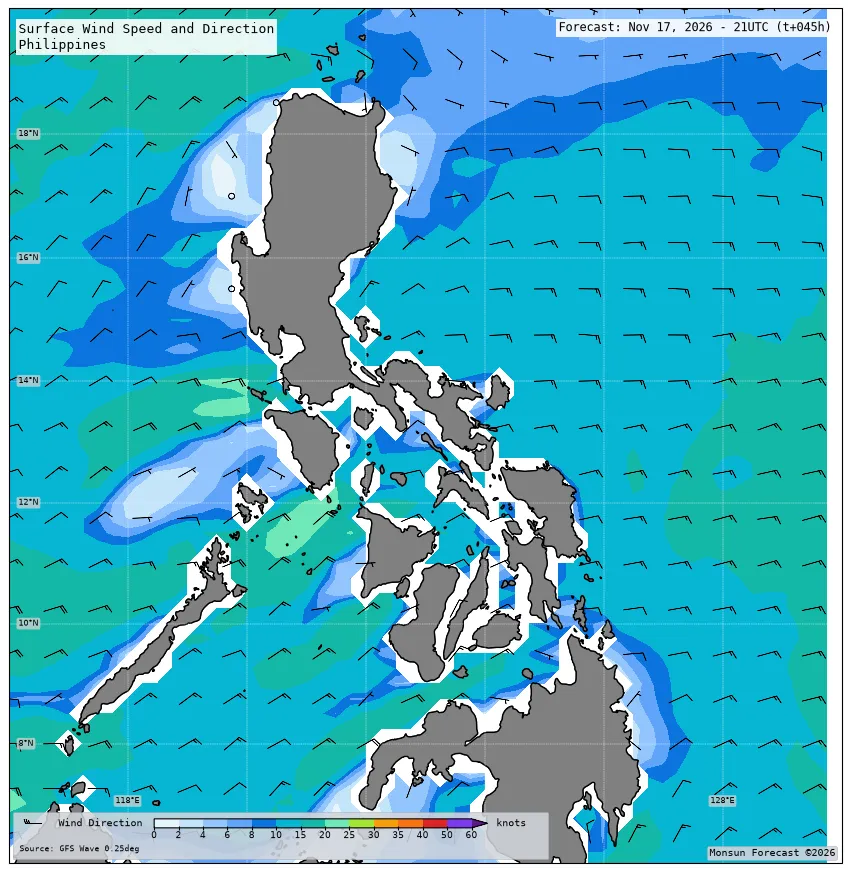 Surface Wind Speed and Direction
Philippines
Forecast: Nov 17, 2026 - 21UTC (t+045h)
18°N
16°N
14°N
12°N
10°N
8°N
118°E
128°E
Wind Direction
0 2 4 6 8 10 15 20 25 30 35 40 50 60
knots
Source: GFS Wave 0.25deg
Monsun Forecast ©2026